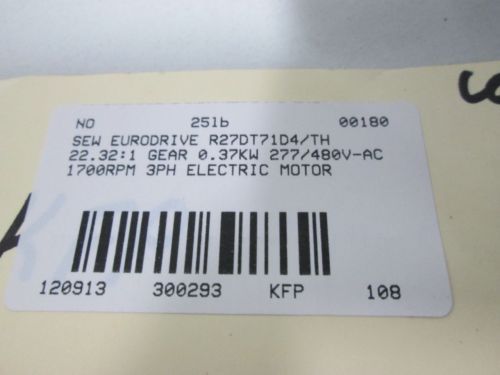 NO 25lb 00180
SEW EURODRIVE R27DT71D4/TH
22.32:1 GEAR 0.37KW 277/480V-AC
1700RPM 3PH ELECTRIC MOTOR
120913 300293 KFP 108